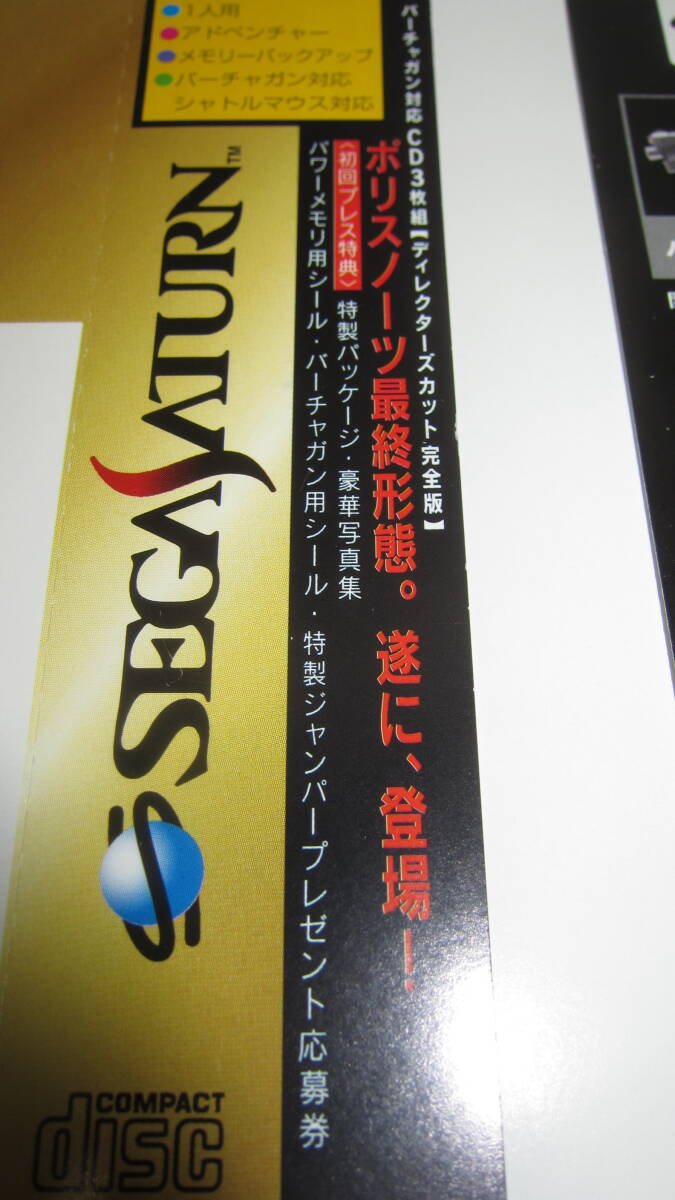 ●1人用
●アドベンチャー
●メモリーバックアップ
●バーチャガン対応
シャトルマウス対応
バーチャガン対応 CD3枚組【ディレクターズカット完全版】
ポリスノーツ最終形態。遂に、登場！
〈初回プレス特典〉特製パッケージ・豪華写真集
パワーメモリ用シール・バーチャガン用シール・特製ジャンパープレゼント応募券
SEGA SATURN™
COMPACT
disc